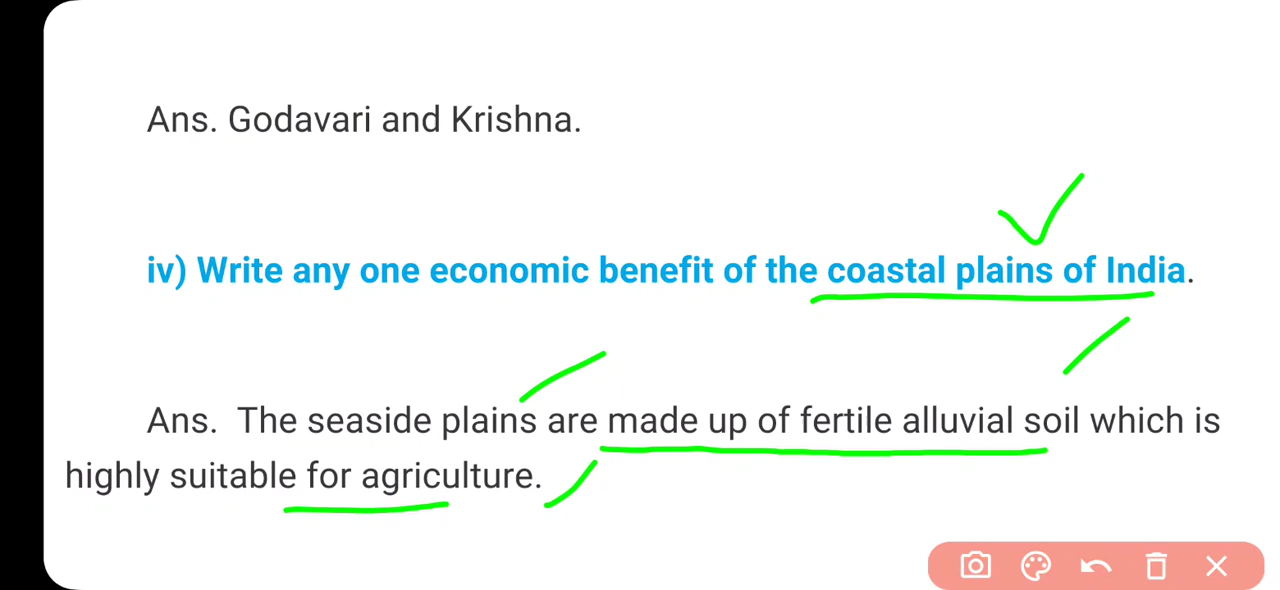 Ans. Godavari and Krishna.
iv) Write any one economic benefit of the coastal plains of India.
Ans.  The seaside plains are made up of fertile alluvial soil which is
highly suitable for agriculture.